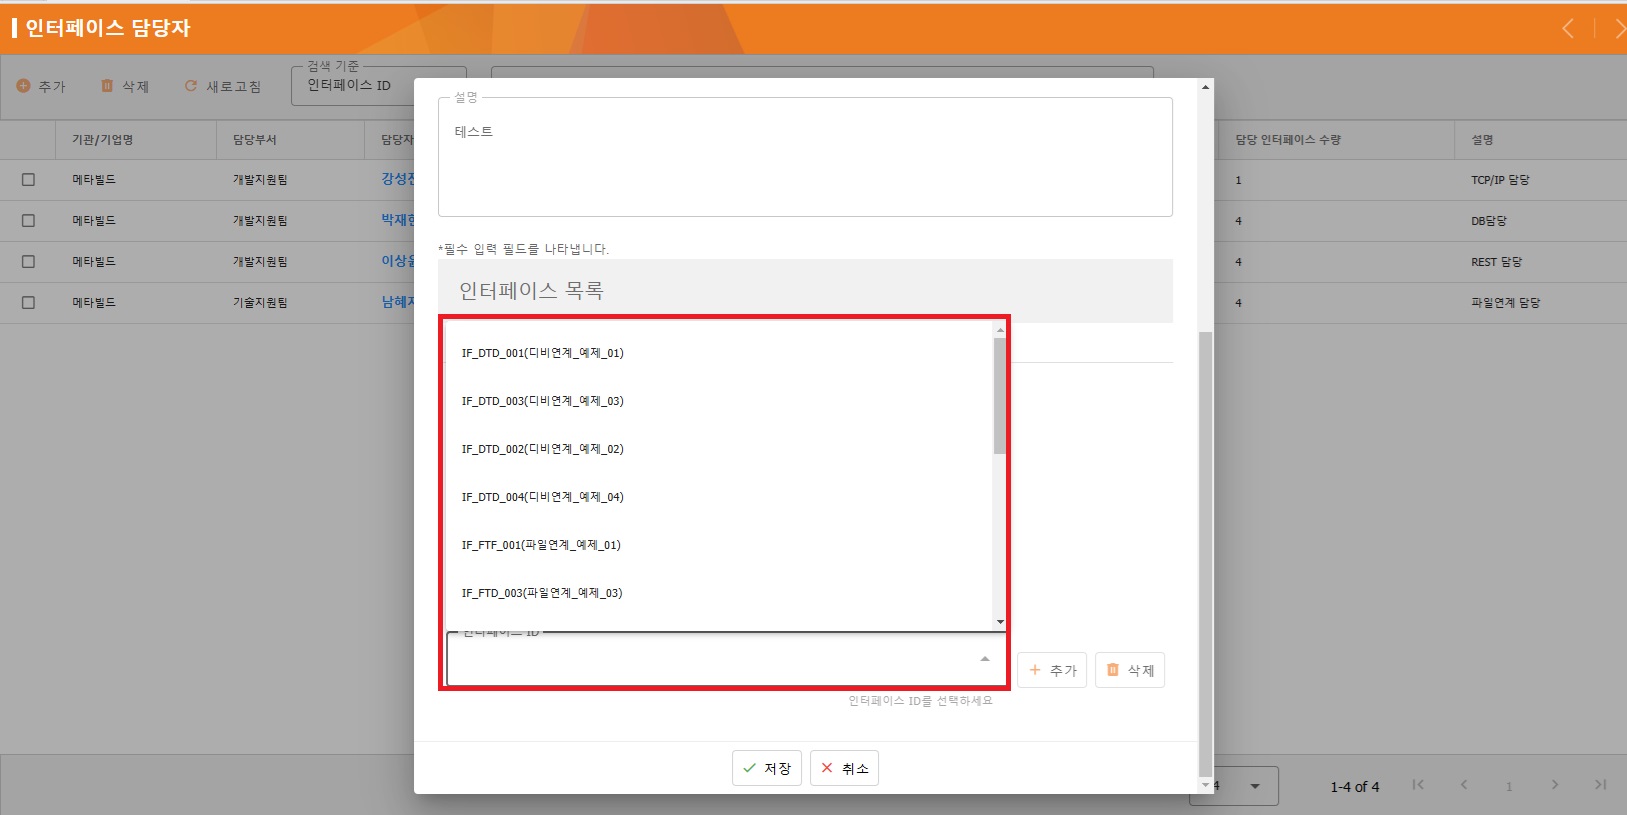 인터페이스 담당자
추가 삭제 새로고침 검색 기준 인터페이스 ID
기관/기업명 담당부서 담당자 담당 인터페이스 수량 설명
메타빌드 개발지원팀 1 TCP/IP 담당
메타빌드 개발지원팀 4 DB담당
메타빌드 개발지원팀 4 REST 담당
메타빌드 기술지원팀 4 파일연계 담당
설명
테스트
*필수 입력 필드를 나타냅니다.
인터페이스 목록
IF_DTD_001(디비연계_예제_01)
IF_DTD_003(디비연계_예제_03)
IF_DTD_002(디비연계_예제_02)
IF_DTD_004(디비연계_예제_04)
IF_FTF_001(파일연계_예제_01)
IF_FTD_003(파일연계_예제_03)
인터페이스 ID
추가 삭제
인터페이스 ID를 선택하세요
저장 취소
4 1-4 of 4 1